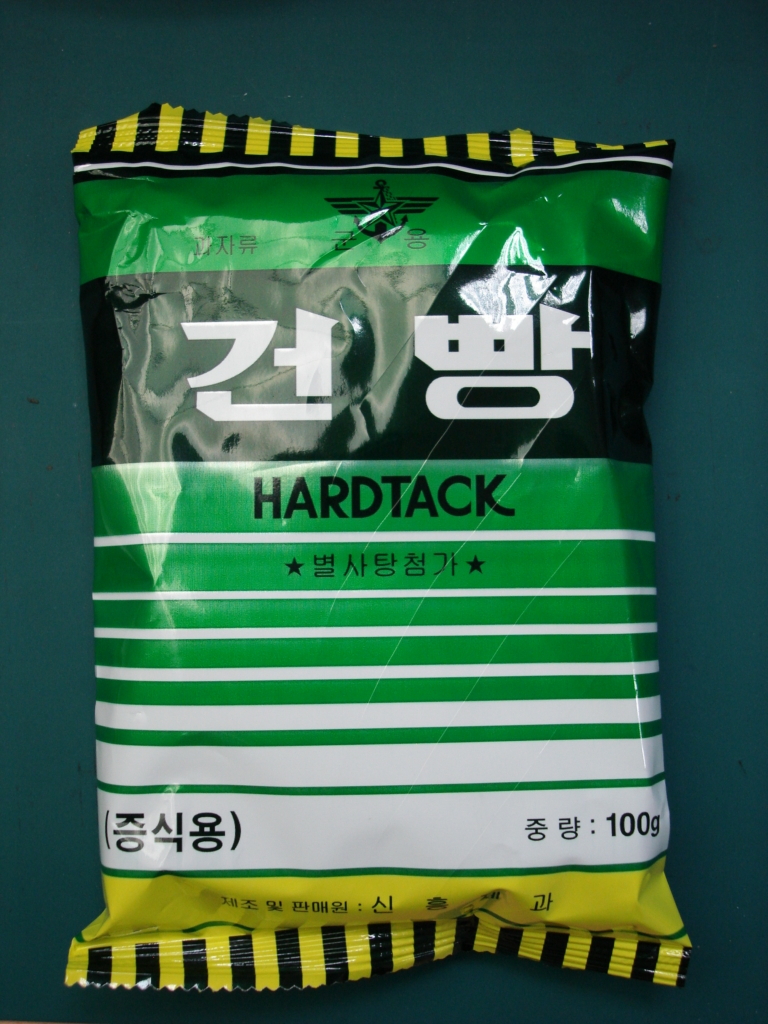 과자류 군 용
건 빵
HARDTACK
★별사탕첨가★
(증식용) 중 량 : 100g
제조 및 판매원 : 신 흥 제 과